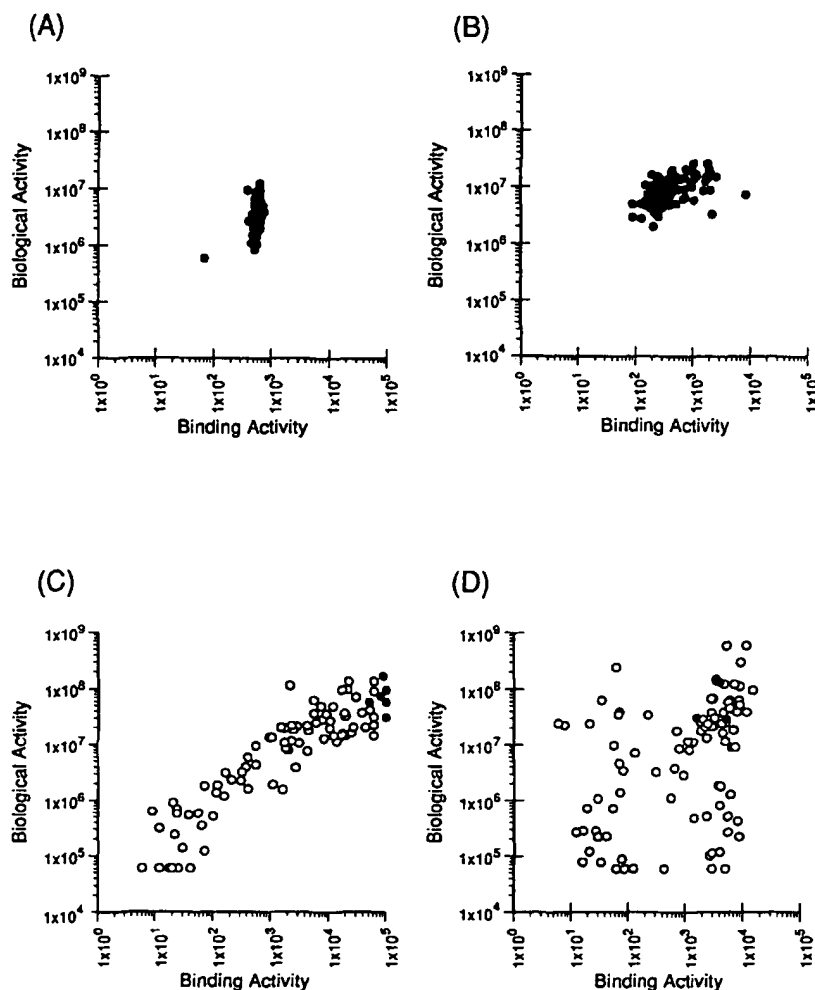 (A)
Biological Activity
1x10⁹
1x10⁸
1x10⁷
1x10⁶
1x10⁵
1x10⁴
1x10⁰
1x10¹
1x10²
1x10³
1x10⁴
1x10⁵
Binding Activity
(B)
Biological Activity
1x10⁹
1x10⁸
1x10⁷
1x10⁶
1x10⁵
1x10⁴
1x10⁰
1x10¹
1x10²
1x10³
1x10⁴
1x10⁵
Binding Activity
(C)
Biological Activity
1x10⁹
1x10⁸
1x10⁷
1x10⁶
1x10⁵
1x10⁴
1x10⁰
1x10¹
1x10²
1x10³
1x10⁴
1x10⁵
Binding Activity
(D)
Biological Activity
1x10⁹
1x10⁸
1x10⁷
1x10⁶
1x10⁵
1x10⁴
1x10⁰
1x10¹
1x10²
1x10³
1x10⁴
1x10⁵
Binding Activity